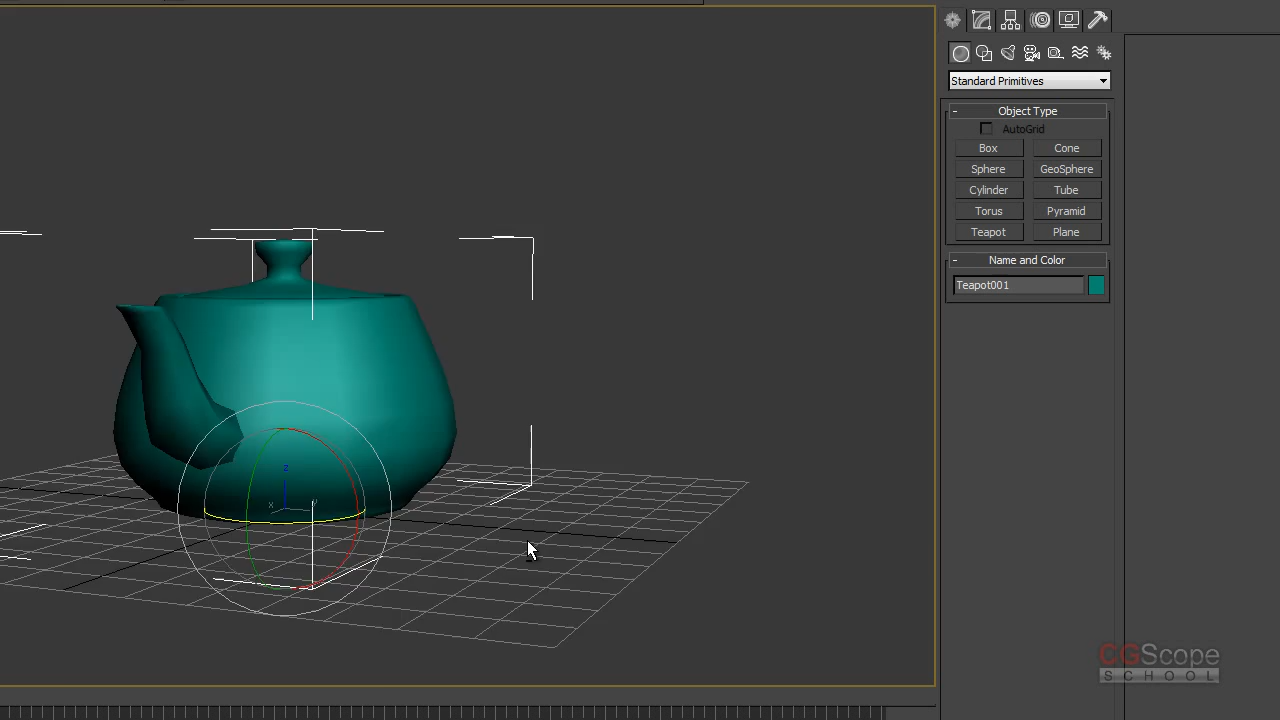 Standard Primitives
- Object Type
AutoGrid
Box Cone
Sphere GeoSphere
Cylinder Tube
Torus Pyramid
Teapot Plane
- Name and Color
Teapot001
z
x y
CGScope
SCHOOL